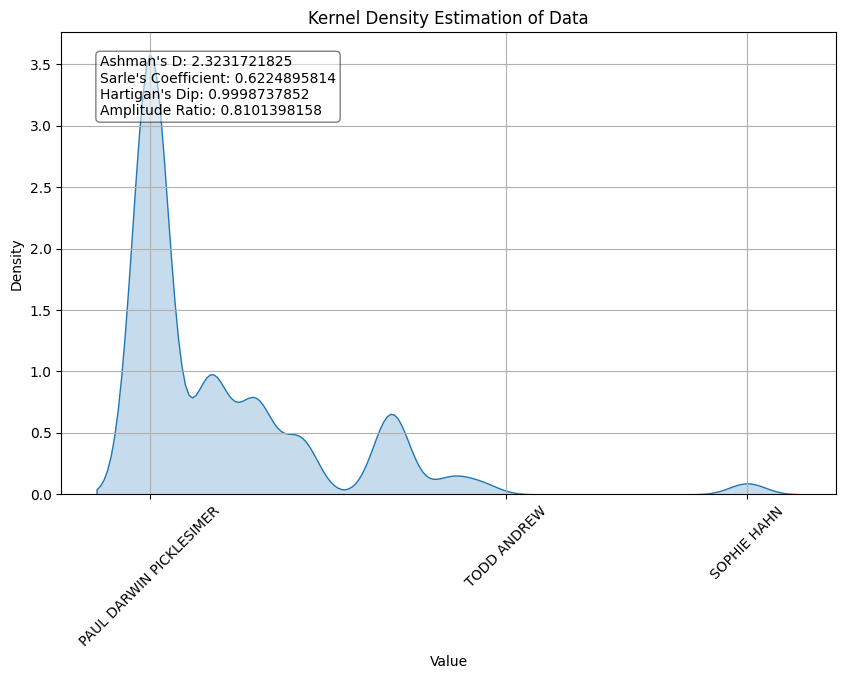 Kernel Density Estimation of Data
Ashman's D: 2.3231721825
Sarle's Coefficient: 0.6224895814
Hartigan's Dip: 0.9998737852
Amplitude Ratio: 0.8101398158
3.5
3.0
2.5
2.0
1.5
1.0
0.5
0.0
Density
PAUL DARWIN PICKLESIMER
TODD ANDREW
SOPHIE HAHN
Value